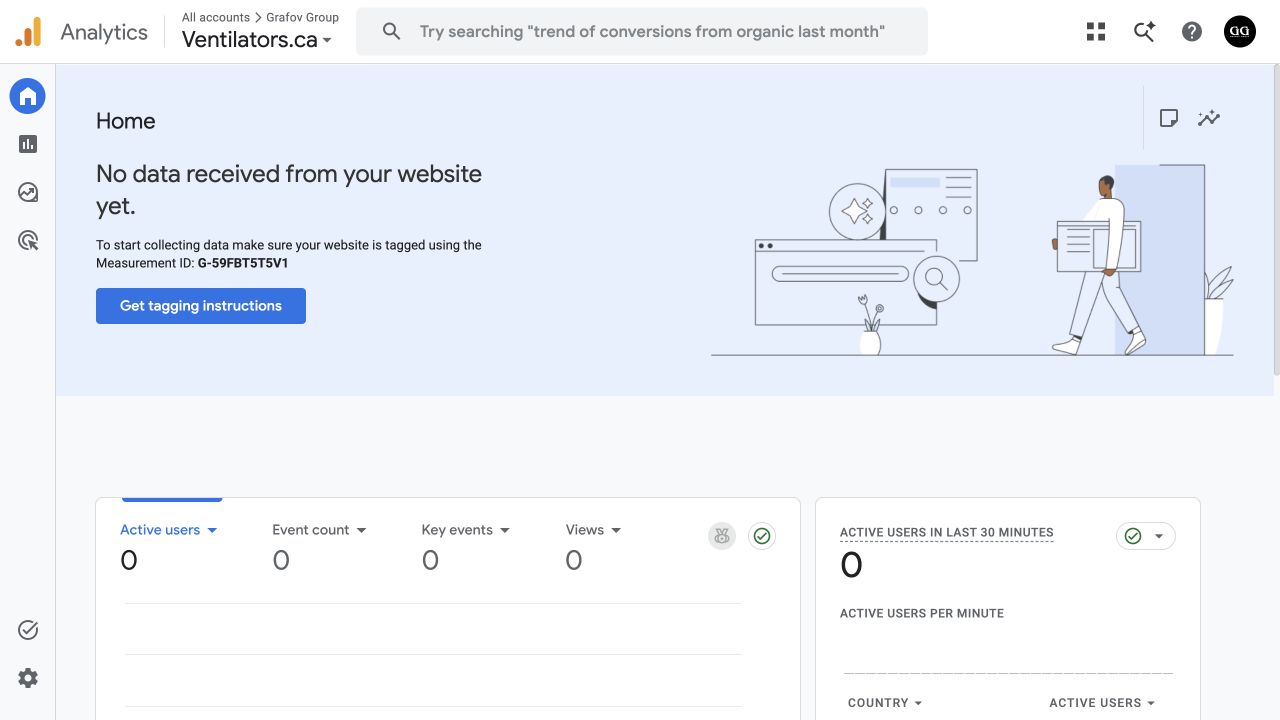 Analytics
All accounts > Grafov Group
Ventilators.ca
Try searching "trend of conversions from organic last month"
GG
Home
No data received from your website
yet.
To start collecting data make sure your website is tagged using the
Measurement ID: G-59FBT5T5V1
Get tagging instructions
Active users
0
Event count
0
Key events
0
Views
0
ACTIVE USERS IN LAST 30 MINUTES
0
ACTIVE USERS PER MINUTE
COUNTRY
ACTIVE USERS